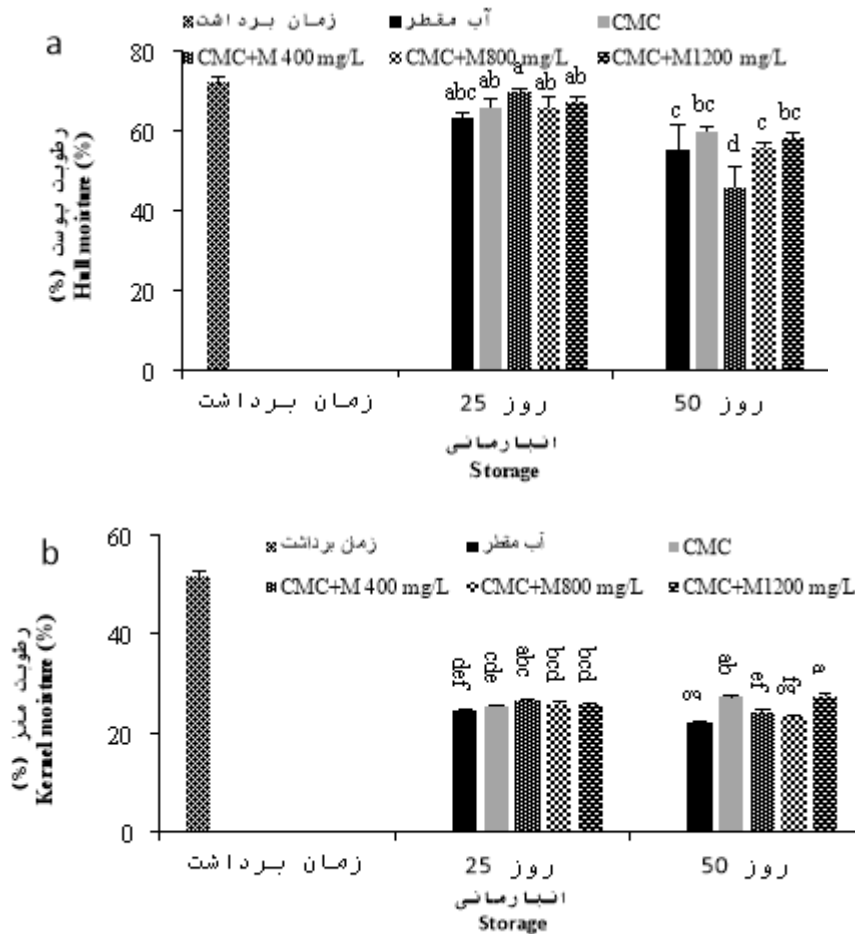 a
زمان برداشت آب مقطر CMC
CMC+M 400 mg/L CMC+M800 mg/L CMC+M1200 mg/L
80
60
40
20
0
رطوبت پوست (%)
Hull moisture (%)
abc ab a ab ab
c bc d c bc
زمان برداشت 25 روز 50 روز
انبارمانی
Storage
b
زمان برداشت آب مقطر CMC
CMC+M 400 mg/L CMC+M800 mg/L CMC+M1200 mg/L
60
40
20
0
رطوبت مغز (%)
Kernel moisture (%)
def cde abc bcd bcd
g ab ef fg a
زمان برداشت 25 روز 50 روز
انبارمانی
Storage